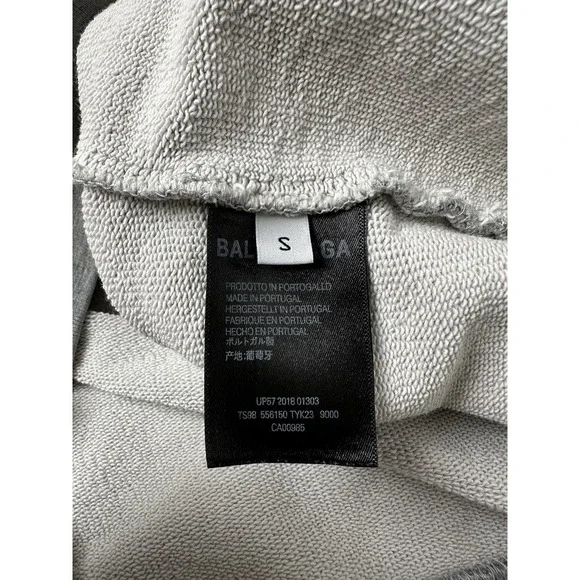 BAL S GA
PRODOTTO IN PORTOGALLO
MADE IN PORTUGAL
HERGESTELLT IN PORTUGAL
FABRIQUE EN PORTUGAL
HECHO EN PORTUGAL
ポルトガル製
产地:葡萄牙
UP57 2018 01303
TS98 556150 TYK23 9000
CA00985